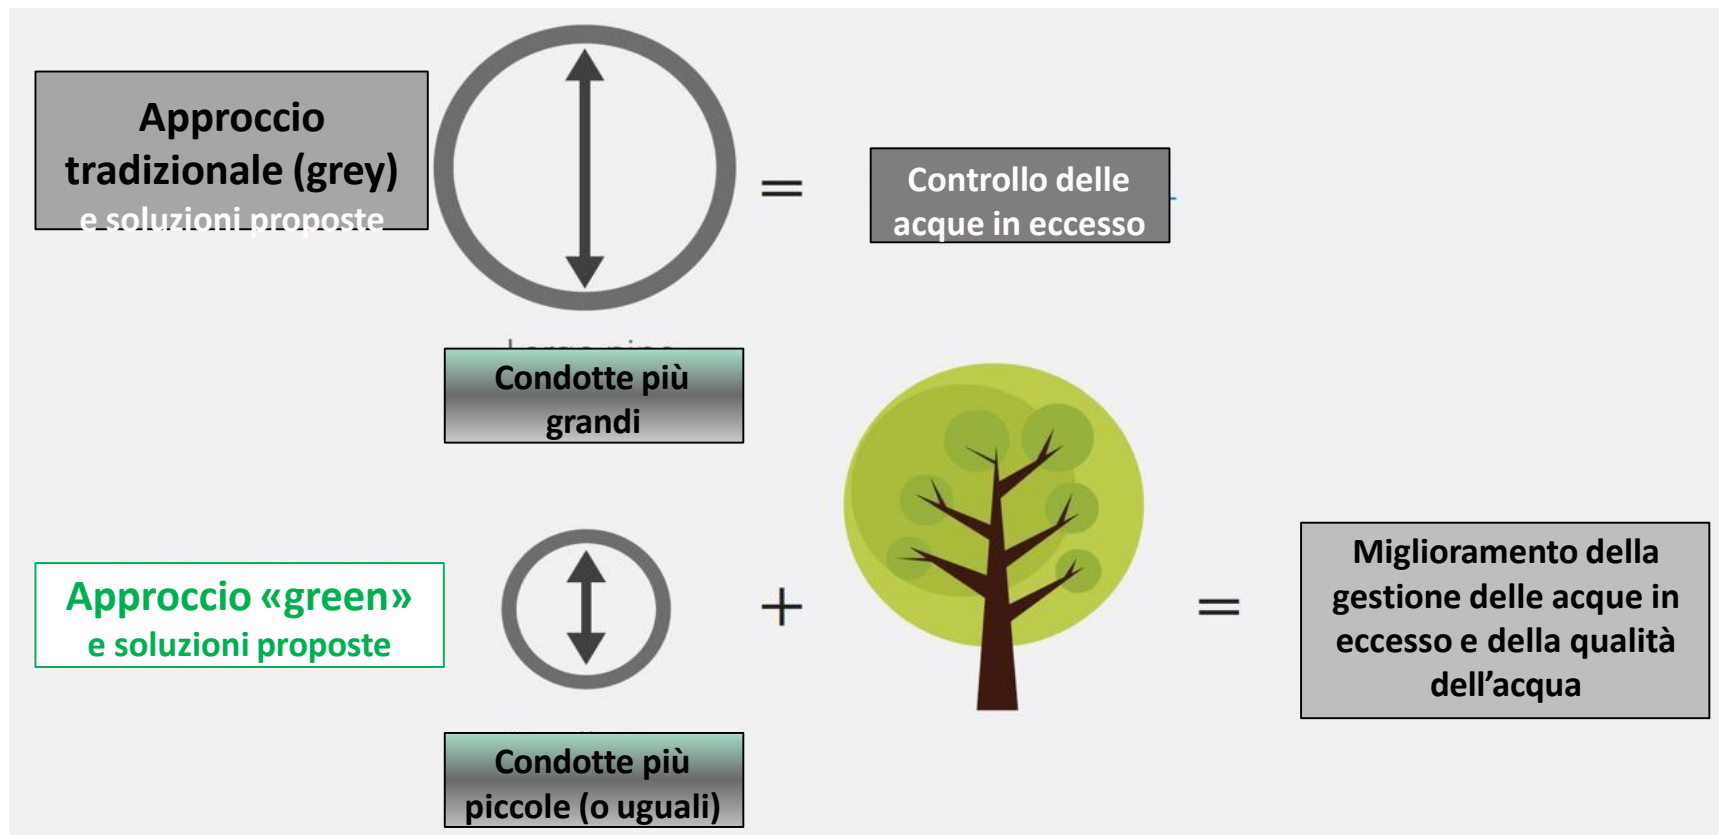 Approccio
tradizionale (grey)
e soluzioni proposte
=
Controllo delle
acque in eccesso
Condotte più
grandi
Approccio «green»
e soluzioni proposte
+
=
Miglioramento della
gestione delle acque in
eccesso e della qualità
dell’acqua
Condotte più
piccole (o uguali)